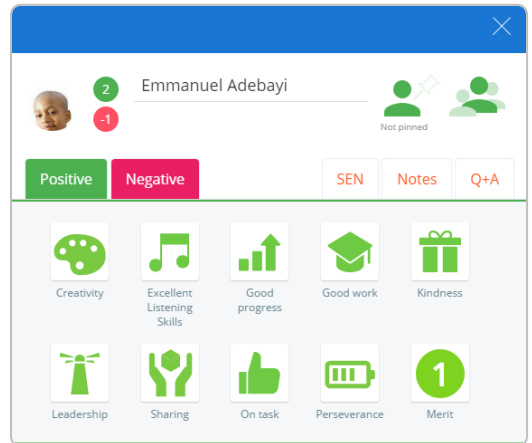 2
Emmanuel Adebayi
-1
Not pinned
Positive
Negative
SEN
Notes
Q+A
Creativity
Excellent
Listening
Skills
Good
progress
Good work
Kindness
Leadership
Sharing
On task
Perseverance
1
Merit